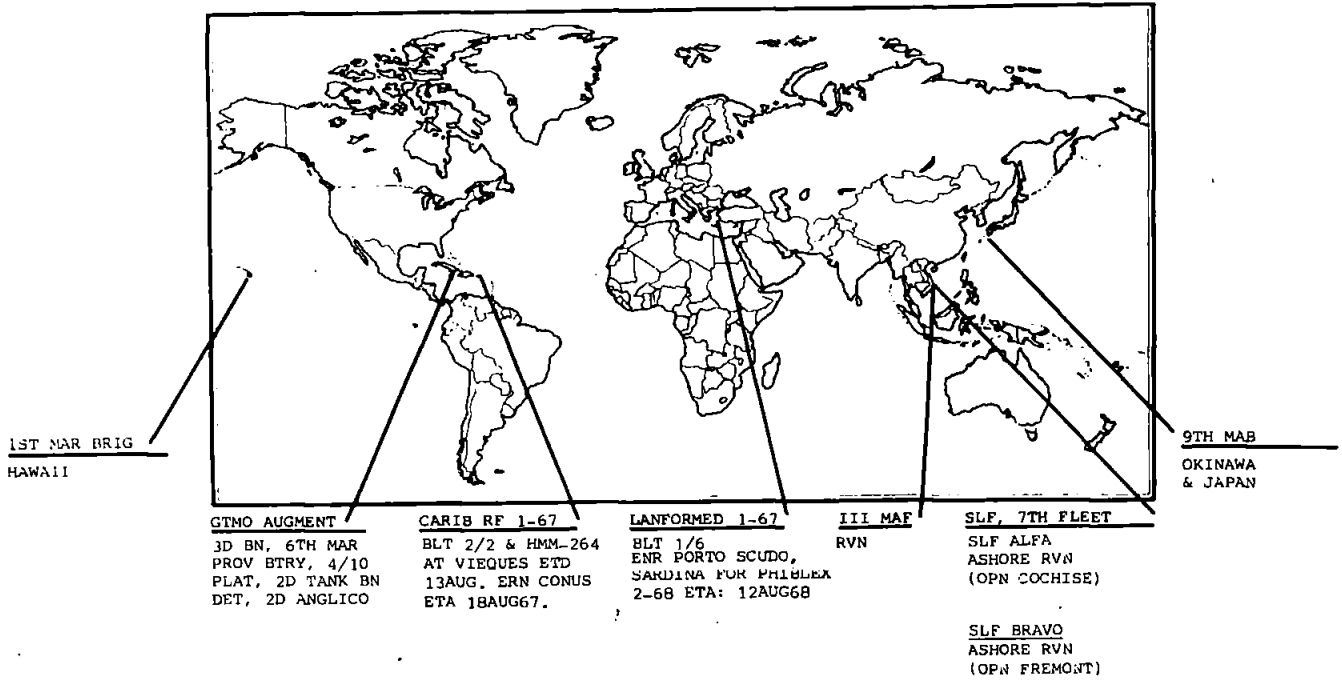 1ST MAR BRIG
HAWAII
9TH MAB
OKINAWA
& JAPAN
GTMO AUGMENT
3D BN, 6TH MAR
PROV BTRY, 4/10
PLAT, 2D TANK BN
DET, 2D ANGLICO
CARIB RF 1-67
BLT 2/2 & HMM-264
AT VIEQUES ETD
13AUG. ERN CONUS
ETA 18AUG67.
LANFORMED 1-67
BLT 1/6
ENR PORTO SCUDO,
SARDINA FOR PHIBLEX
2-68 ETA: 12AUG68
III MAF
RVN
SLF, 7TH FLEET
SLF ALFA
ASHORE RVN
(OPN COCHISE)
SLF BRAVO
ASHORE RVN
(OPN FREMONT)